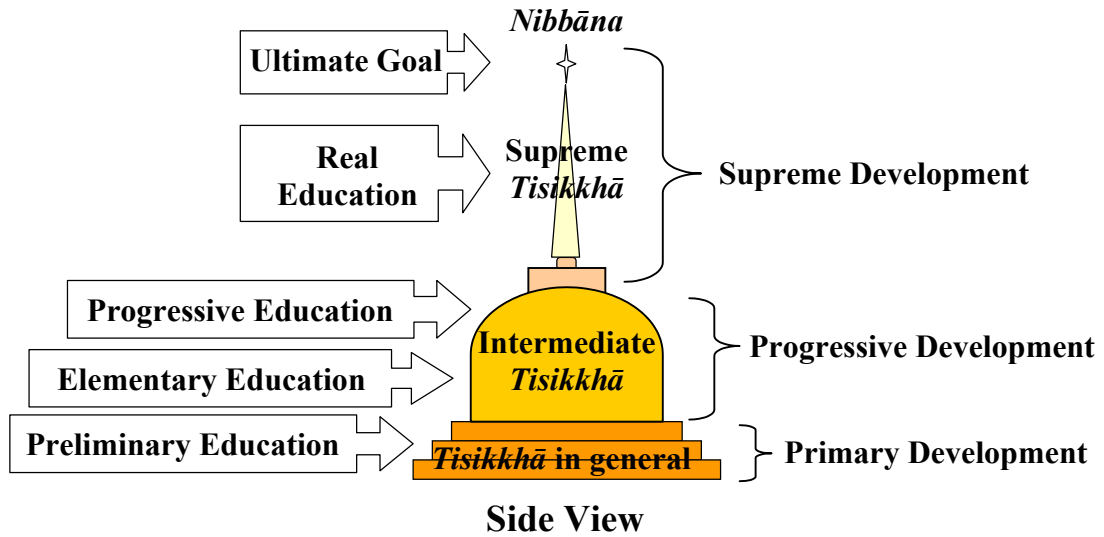 Nibbāna
Ultimate Goal
Real
Education
Supreme
Tisikkhā
Supreme Development
Progressive Education
Intermediate
Tisikkhā
Progressive Development
Elementary Education
Preliminary Education
Tisikkhā in general
Primary Development
Side View